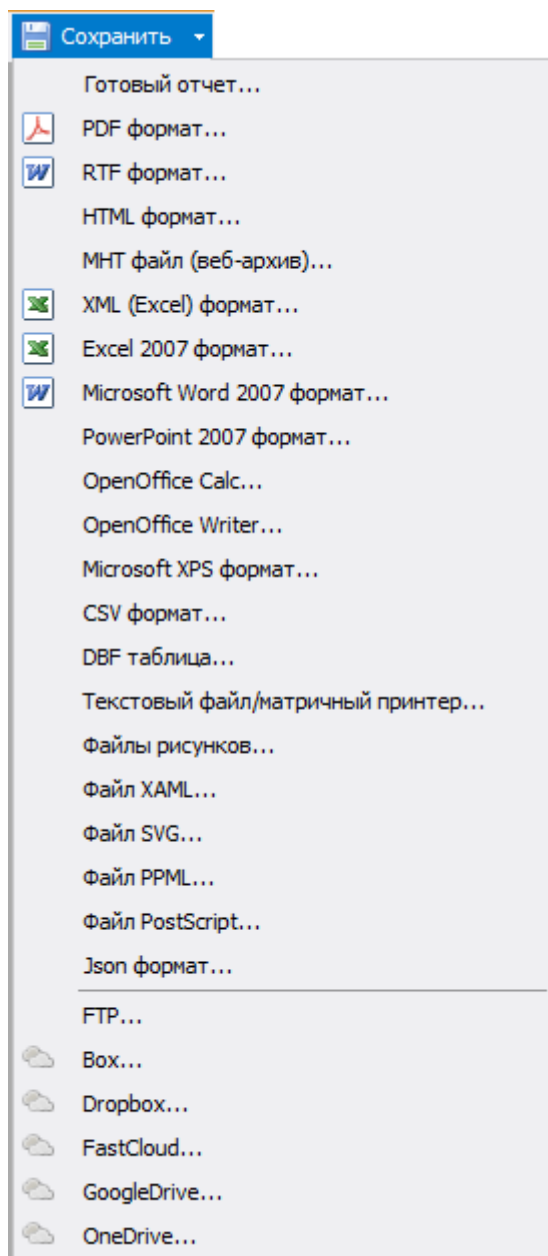 Сохранить
Готовый отчет...
PDF формат...
RTF формат...
HTML формат...
MHT файл (веб-архив)...
XML (Excel) формат...
Excel 2007 формат...
Microsoft Word 2007 формат...
PowerPoint 2007 формат...
OpenOffice Calc...
OpenOffice Writer...
Microsoft XPS формат...
CSV формат...
DBF таблица...
Текстовый файл/матричный принтер...
Файлы рисунков...
Файл XAML...
Файл SVG...
Файл PPML...
Файл PostScript...
Json формат...
FTP...
Box...
Dropbox...
FastCloud...
GoogleDrive...
OneDrive...